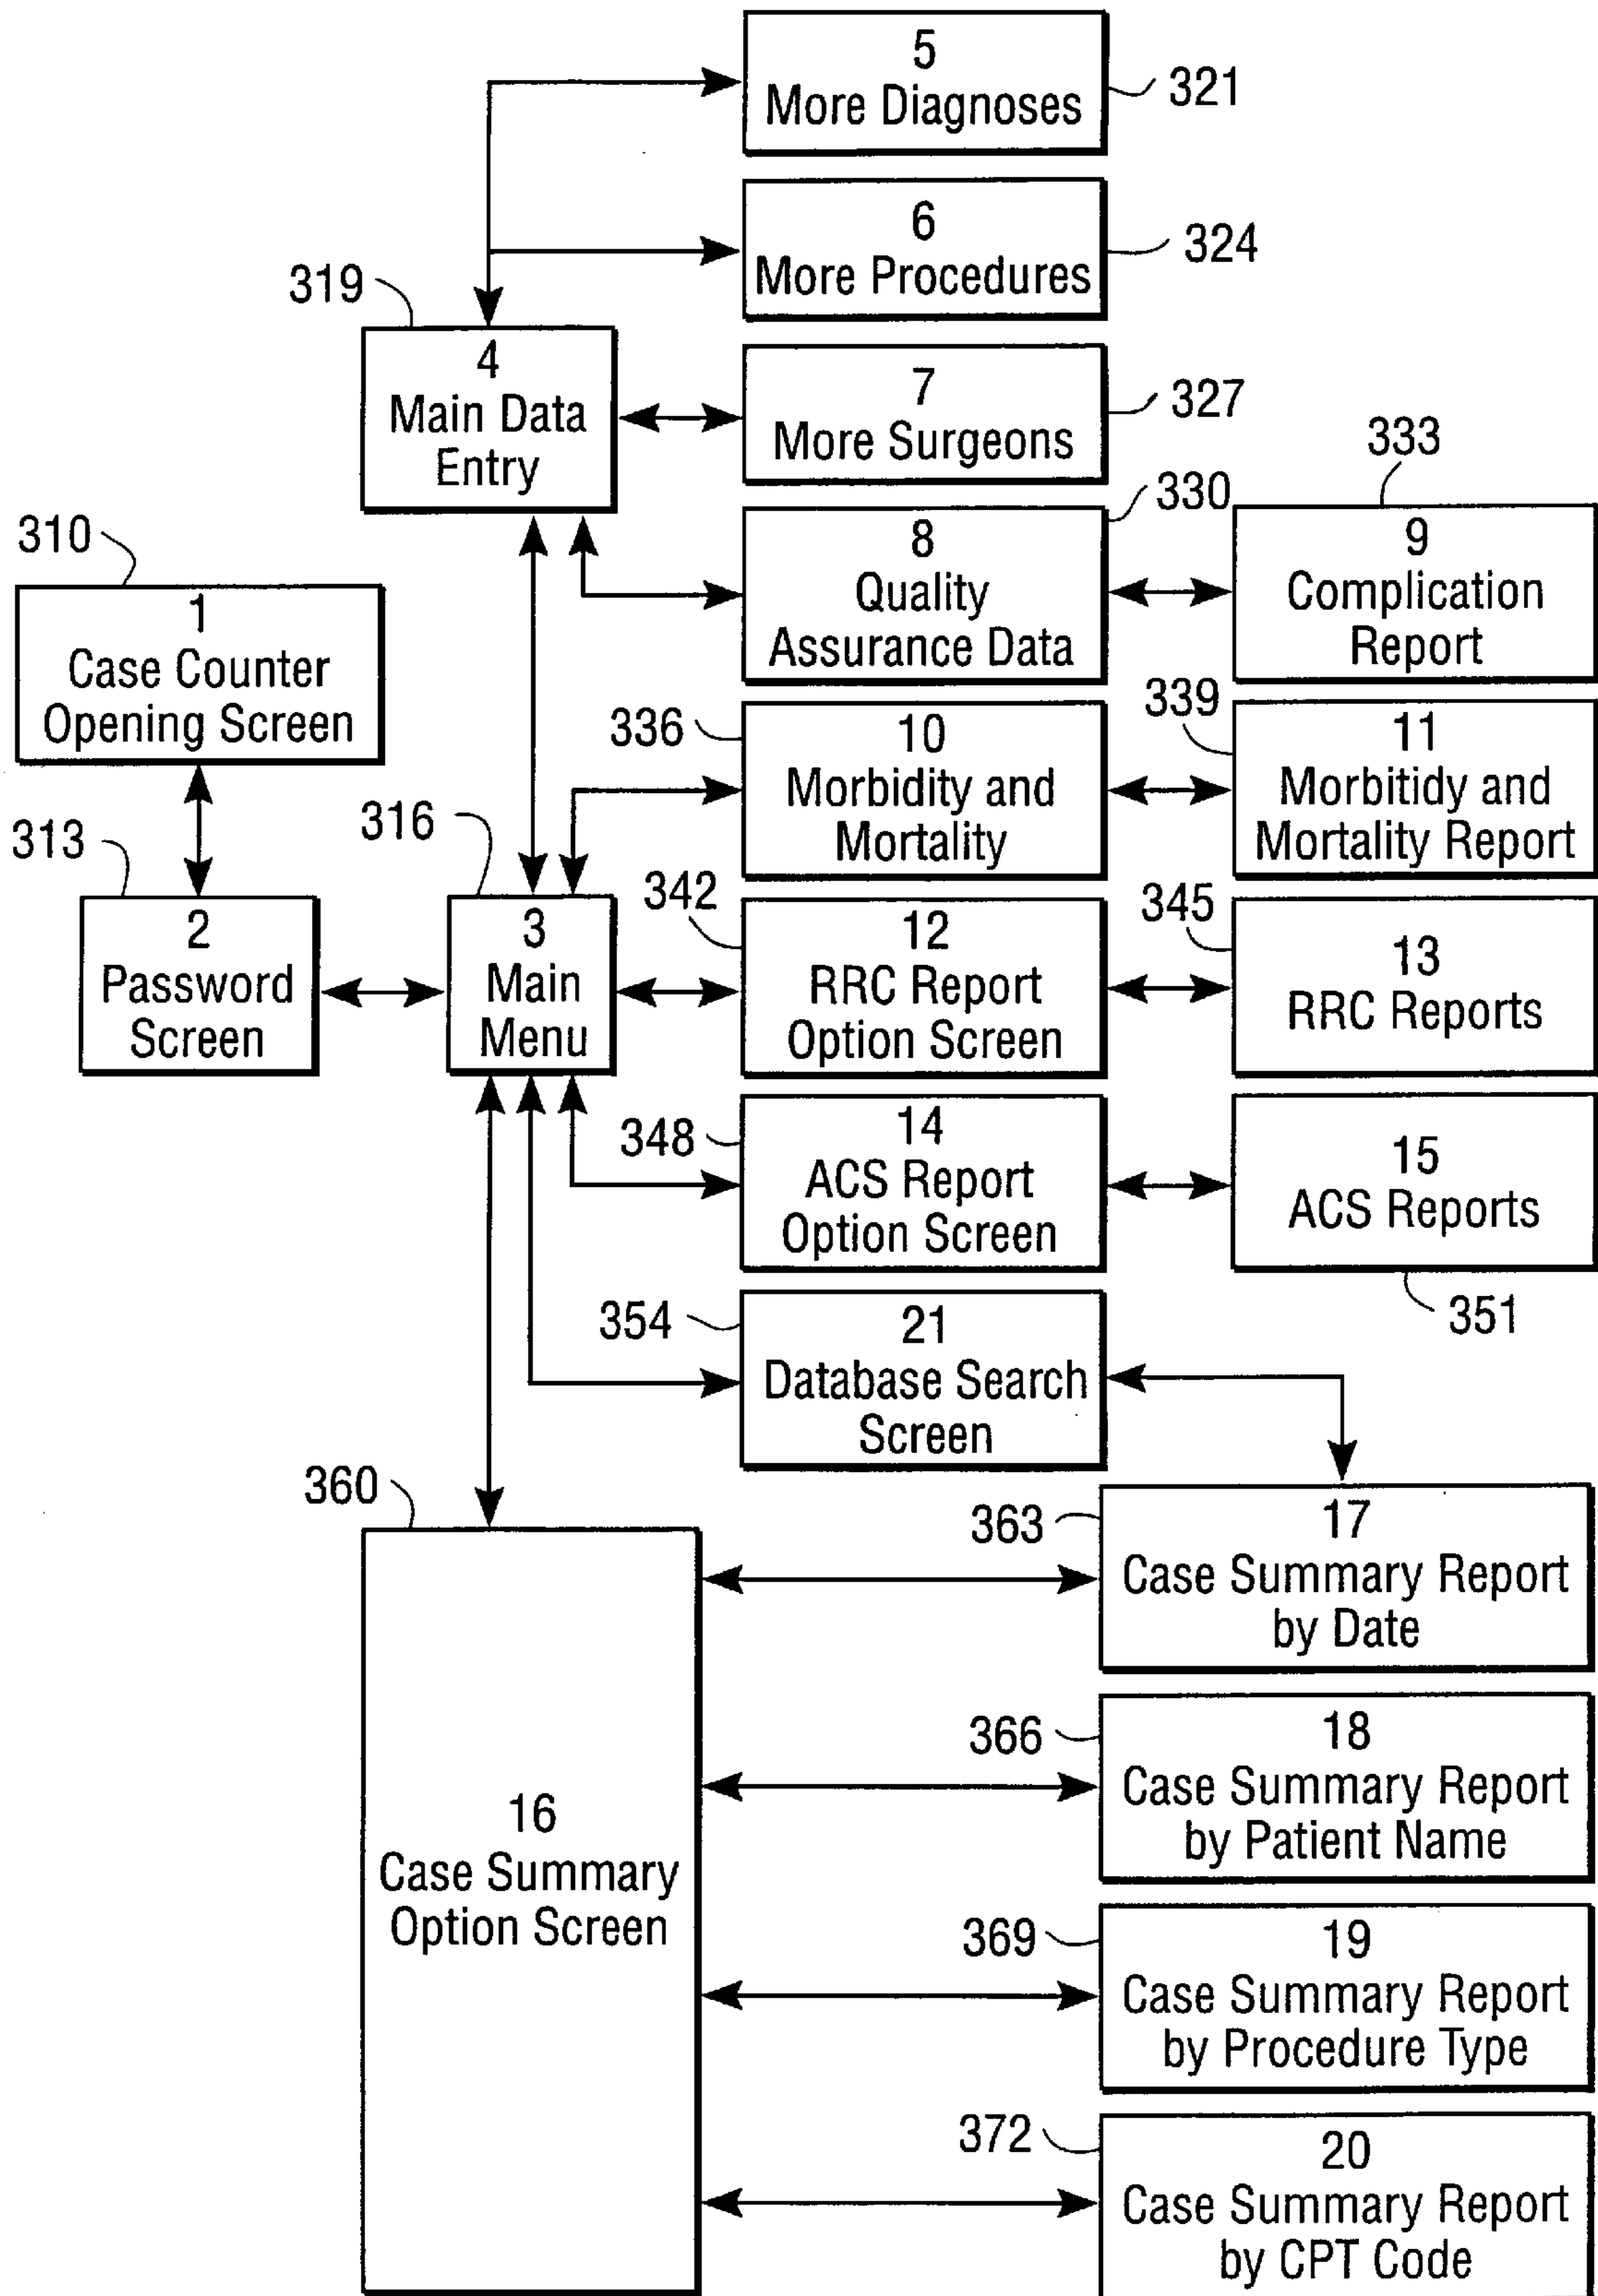 5
More Diagnoses
321
6
More Procedures
324
319
4
Main Data
Entry
7
More Surgeons
327
330
333
8
Quality
Assurance Data
9
Complication
Report
310
1
Case Counter
Opening Screen
336
10
Morbidity and
Mortality
339
11
Morbitidy and
Mortality Report
313
2
Password
Screen
316
3
Main
Menu
342
12
RRC Report
Option Screen
345
13
RRC Reports
348
14
ACS Report
Option Screen
15
ACS Reports
351
354
21
Database Search
Screen
360
16
Case Summary
Option Screen
363
17
Case Summary Report
by Date
366
18
Case Summary Report
by Patient Name
369
19
Case Summary Report
by Procedure Type
372
20
Case Summary Report
by CPT Code